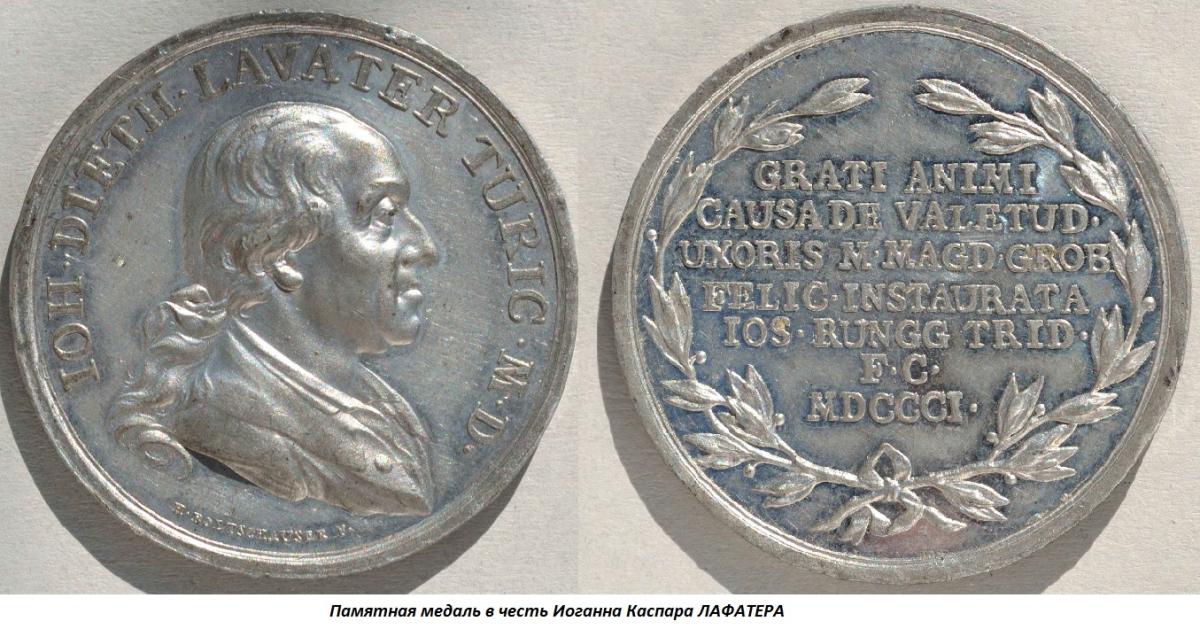 IOH·DIETH·LAVATER TURIC·M·D·
H·BOLTSCHAUSER F·
GRATI ANIMI
CAUSA DE VALETUD·
UXORIS M·MAGD·GROB
FELIC·INSTAURATA
IOS·RUNGG TRID·
F·C·
MDCCCI·
Памятная медаль в честь Иоганна Каспара ЛАФАТЕРА